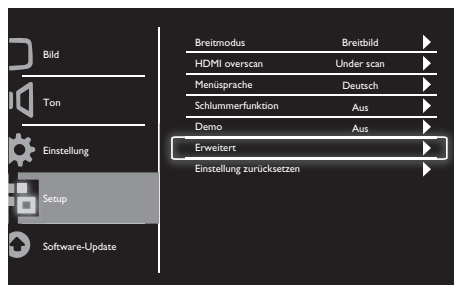 Bild
Ton
Einstellung
Setup
Software-Update
Breitmodus Breitbild
HDMI overscan Under scan
Menüsprache Deutsch
Schlummerfunktion Aus
Demo Aus
Erweitert
Einstellung zurücksetzen